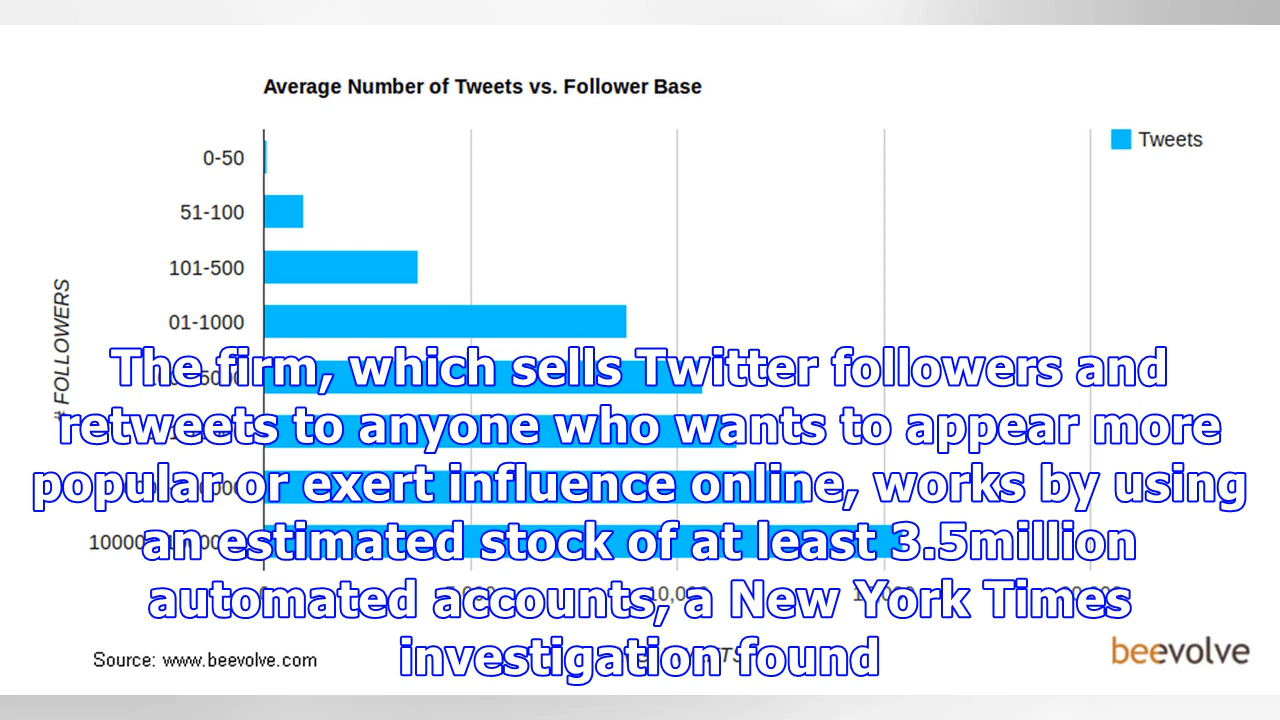 Average Number of Tweets vs. Follower Base
Tweets
0-50
51-100
101-500
01-1000
# FOLLOWERS
The firm, which sells Twitter followers and
retweets to anyone who wants to appear more
popular or exert influence online, works by using
an estimated stock of at least 3.5million
automated accounts, a New York Times
investigation found
Source: www.beevolve.com
beevolve